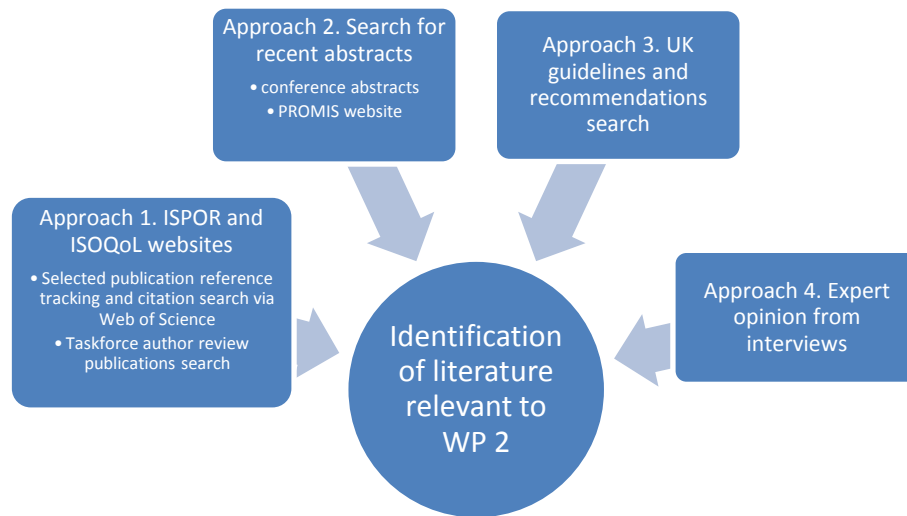 Approach 1. ISPOR and
ISOQoL websites
• Selected publication reference
tracking and citation search via
Web of Science
• Taskforce author review
publications search
Approach 2. Search for
recent abstracts
• conference abstracts
• PROMIS website
Approach 3. UK
guidelines and
recommendations
search
Approach 4. Expert
opinion from
interviews
Identification
of literature
relevant to
WP 2